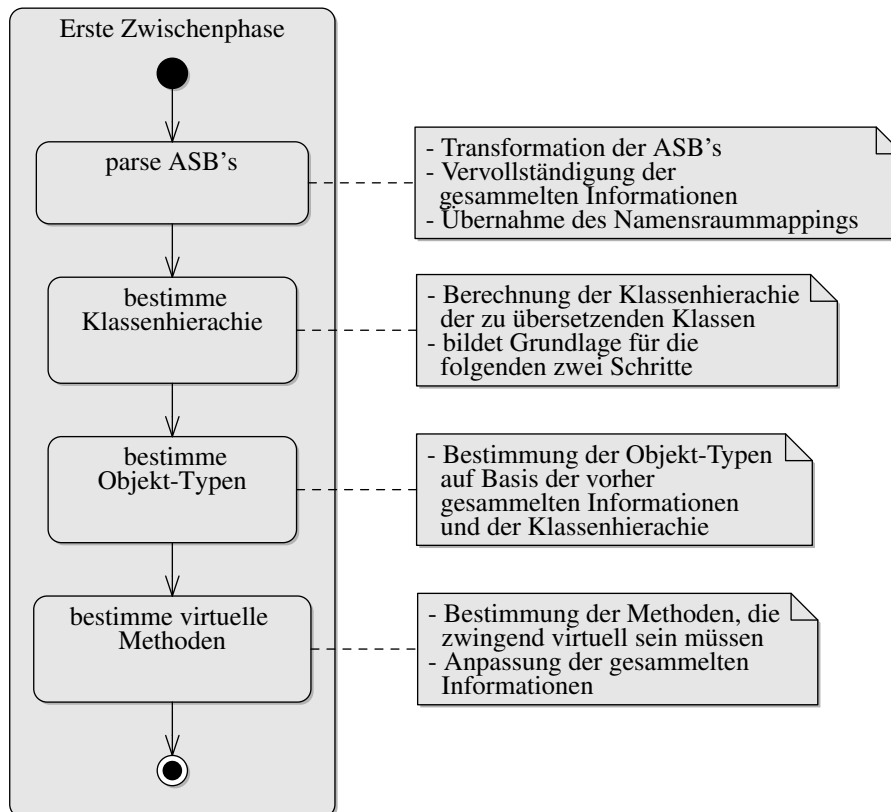 Erste Zwischenphase
parse ASB's
- Transformation der ASB's
- Vervollständigung der
gesammelten Informationen
- Übernahme des Namensraummappings
bestimme
Klassenhierachie
- Berechnung der Klassenhierachie
der zu übersetzenden Klassen
- bildet Grundlage für die
folgenden zwei Schritte
bestimme
Objekt-Typen
- Bestimmung der Objekt-Typen
auf Basis der vorher
gesammelten Informationen
und der Klassenhierachie
bestimme virtuelle
Methoden
- Bestimmung der Methoden, die
zwingend virtuell sein müssen
- Anpassung der gesammelten
Informationen